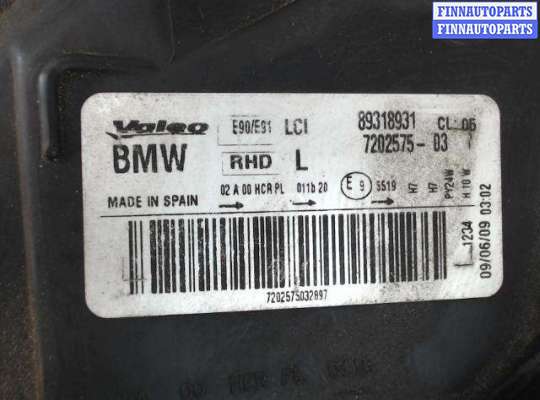 FINNAUTOPARTS
FINNAUTOPARTS
Valeo E90/E91 LCI 89318931 CL: 06
BMW RHD L 7202575-03
02 A 00 HCR PL 011b 20 E 9 5519 H7 H7 PY24W H 10 W
MADE IN SPAIN
1234
09/06/09 03:02
7202575032897